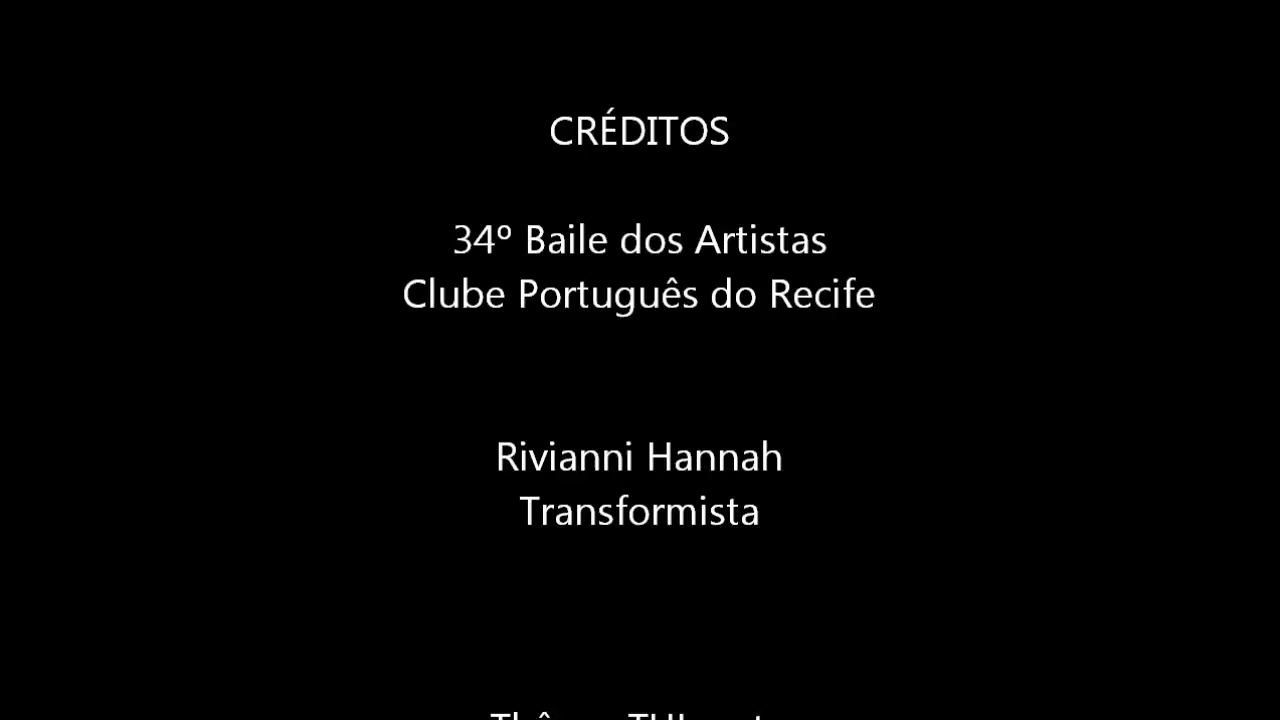 CRÉDITOS
34º Baile dos Artistas
Clube Português do Recife
Rivianni Hannah
Transformista